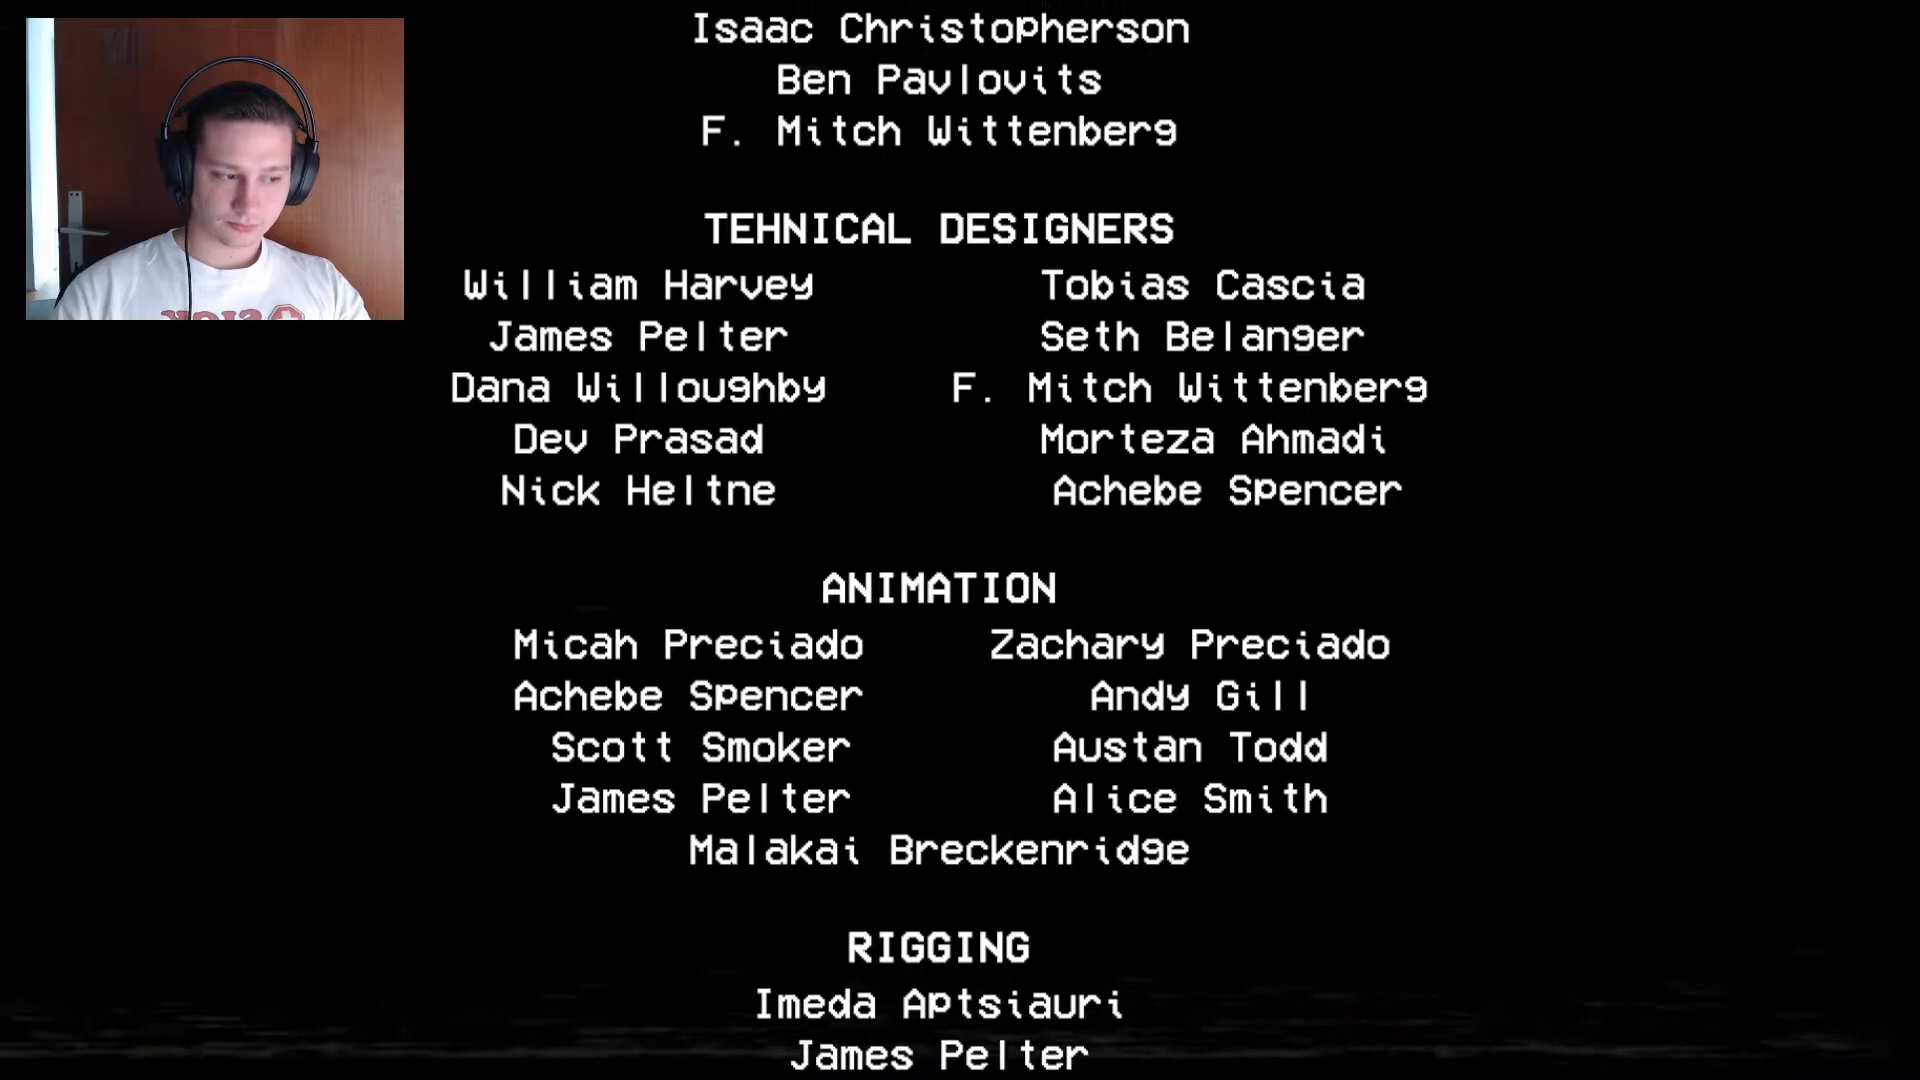 Isaac Christopherson
Ben Pavlovits
F. Mitch Wittenberg
TEHNICAL DESIGNERS
William Harvey Tobias Cascia
James Pelter Seth Belanger
Dana Willoughby F. Mitch Wittenberg
Dev Prasad Morteza Ahmadi
Nick Heltne Achebe Spencer
ANIMATION
Micah Preciado Zachary Preciado
Achebe Spencer Andy Gill
Scott Smoker Austan Todd
James Pelter Alice Smith
Malakai Breckenridge
RIGGING
Imeda Aptsiauri
James Pelter